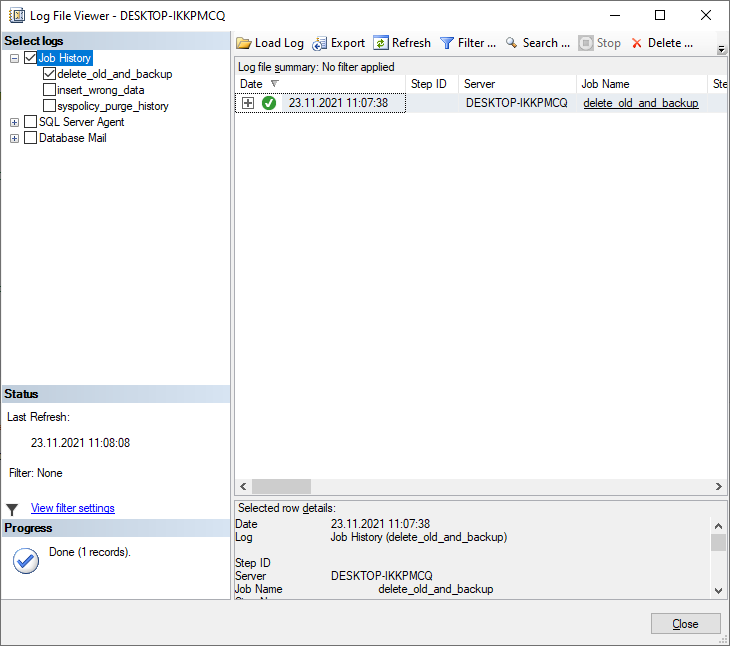 Log File Viewer - DESKTOP-IKKPMCQ
Select logs
Job History
delete_old_and_backup
insert_wrong_data
syspolicy_purge_history
SQL Server Agent
Database Mail
Status
Last Refresh:
23.11.2021 11:08:08
Filter: None
View filter settings
Progress
Done (1 records).
Load Log Export Refresh Filter ... Search ... Stop Delete ...
Log file summary: No filter applied
Date Step ID Server Job Name Ste
23.11.2021 11:07:38 DESKTOP-IKKPMCQ delete_old_and_backup
Selected row details:
Date 23.11.2021 11:07:38
Log Job History (delete_old_and_backup)
Step ID
Server DESKTOP-IKKPMCQ
Job Name delete_old_and_backup
Close